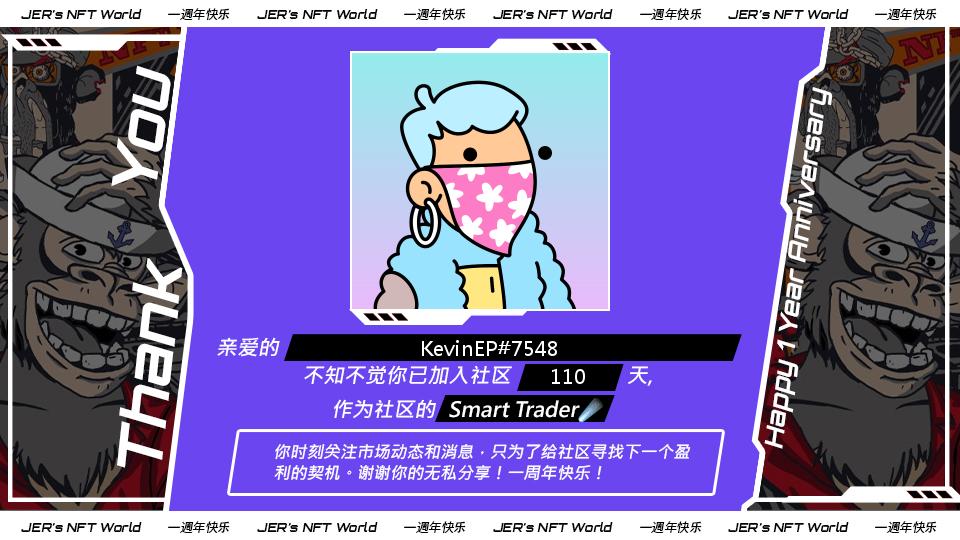 JER's NFT World 一週年快乐 JER's NFT World 一週年快乐 JER's NFT World 一週年快乐 JER's NFT World 一週年快乐
Thank You
亲爱的 KevinEP#7548
不知不觉你已加入社区 110 天,
作为社区的 Smart Trader☄️
你时刻关注市场动态和消息，只为了给社区寻找下一个盈
利的契机。谢谢你的无私分享！一周年快乐！
Happy 1 Year Anniversary
JER's NFT World 一週年快乐 JER's NFT World 一週年快乐 JER's NFT World 一週年快乐 JER's NFT World 一週年快乐